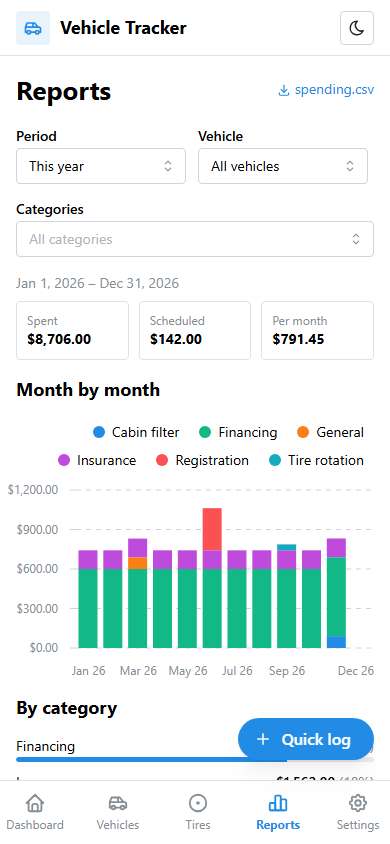 Vehicle Tracker
Reports
spending.csv
Period
Vehicle
This year
All vehicles
Categories
All categories
Jan 1, 2026 – Dec 31, 2026
Spent
Scheduled
Per month
$8,706.00
$142.00
$791.45
Month by month
Cabin filter
Financing
General
Insurance
Registration
Tire rotation
$1,200.00
$900.00
$600.00
$300.00
$0.00
Jan 26
Mar 26
May 26
Jul 26
Sep 26
Dec 26
By category
Financing
+ Quick log
Dashboard
Vehicles
Tires
Reports
Settings